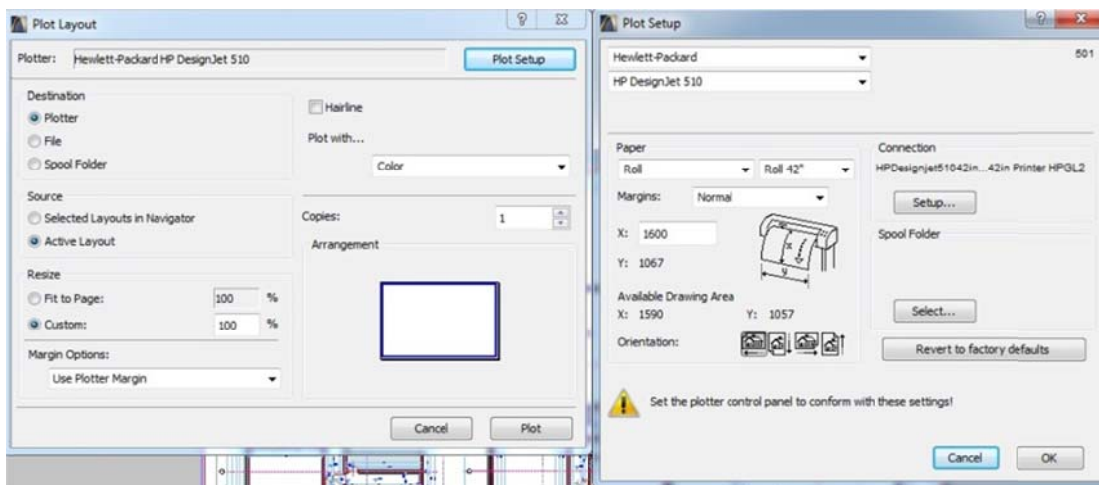 Plot Layout
Plotter: Hewlett-Packard HP DesignJet 510
Plot Setup
Destination
Plotter
File
Spool Folder
Hairline
Plot with...
Color
Source
Selected Layouts in Navigator
Active Layout
Copies: 1
Arrangement
Resize
Fit to Page: 100 %
Custom: 100 %
Margin Options:
Use Plotter Margin
Cancel
Plot
Plot Setup
Hewlett-Packard
501
HP DesignJet 510
Paper
Roll
Roll 42"
Margins: Normal
X: 1600
Y: 1067
Available Drawing Area
X: 1590 Y: 1057
Orientation:
Connection
HPDesignjet51042in...42in Printer HPGL2
Setup...
Spool Folder
Select...
Revert to factory defaults
Set the plotter control panel to conform with these settings!
Cancel
OK